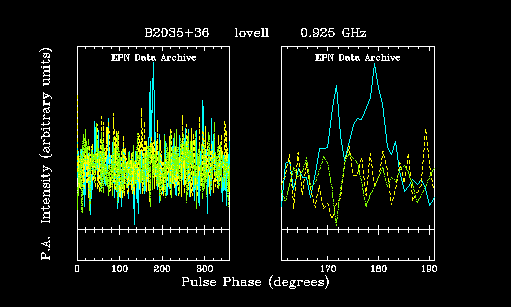 B2035+36 lovell 0.925 GHz
EPN Data Archive
EPN Data Archive
P.A. Intensity (arbitrary units)
0 100 200 300
170 180 190
Pulse Phase (degrees)